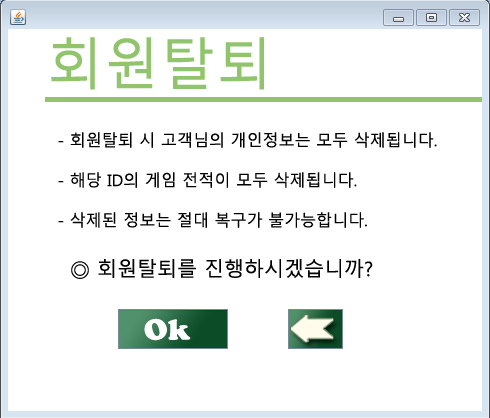 회원탈퇴
- 회원탈퇴 시 고객님의 개인정보는 모두 삭제됩니다.
- 해당 ID의 게임 전적이 모두 삭제됩니다.
- 삭제된 정보는 절대 복구가 불가능합니다.
◎ 회원탈퇴를 진행하시겠습니까?
Ok